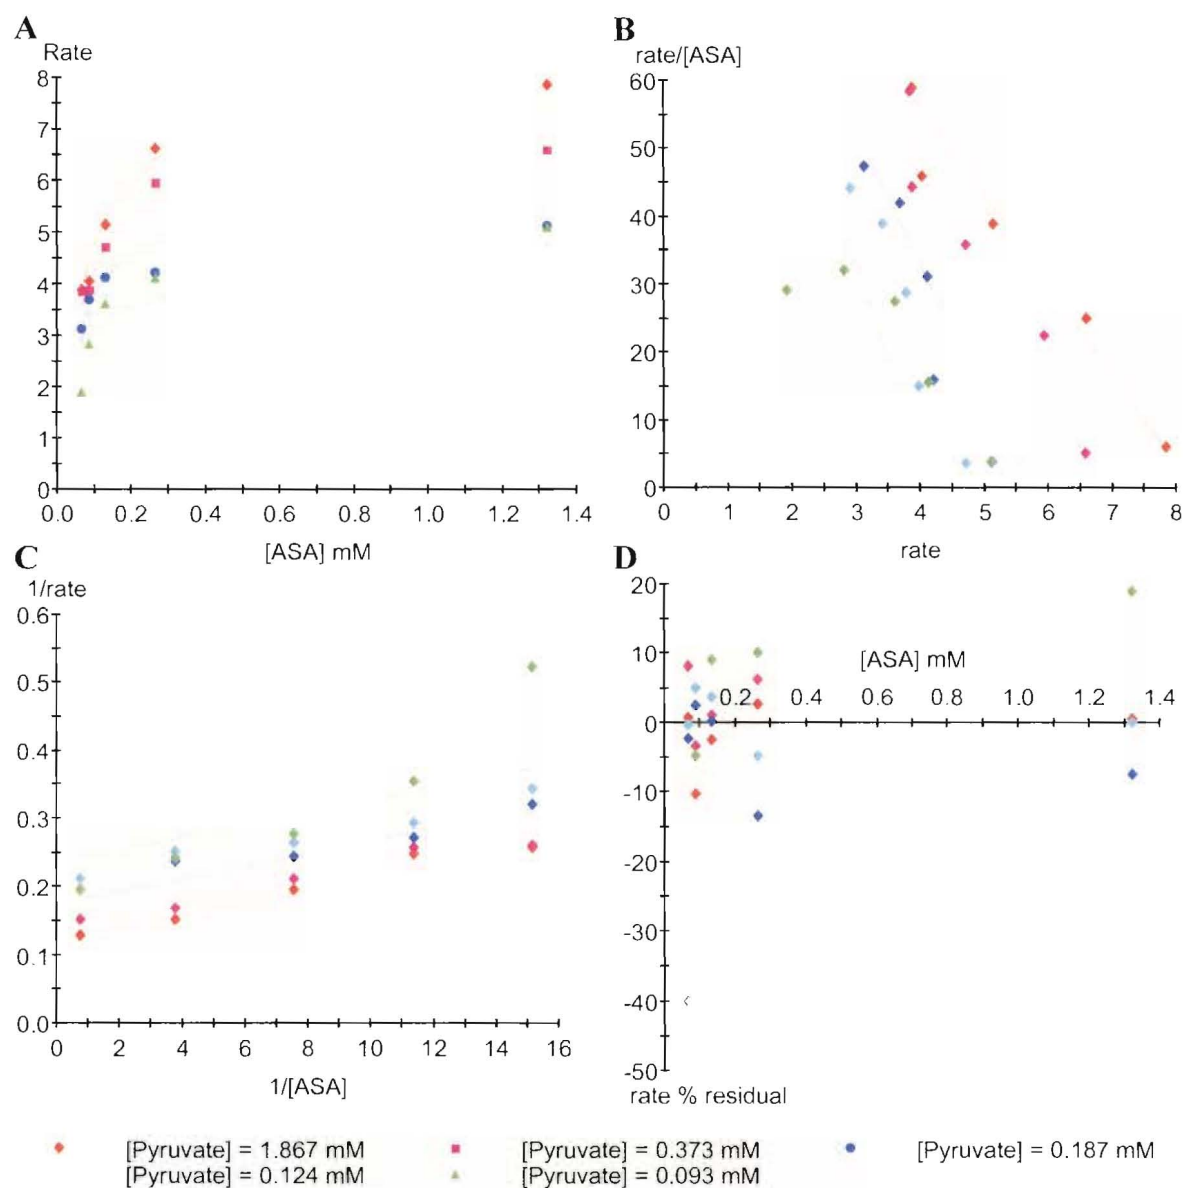 A
Rate
8
7
6
5
4
3
2
1
0
0.0 0.2 0.4 0.6 0.8 1.0 1.2 1.4
[ASA] mM
B
rate/[ASA]
60
50
40
30
20
10
0
0 1 2 3 4 5 6 7 8
rate
C
1/rate
0.6
0.5
0.4
0.3
0.2
0.1
0.0
0 2 4 6 8 10 12 14 16
1/[ASA]
D
20
10
0
-10
-20
-30
-40
-50
[ASA] mM
0.2 0.4 0.6 0.8 1.0 1.2 1.4
rate % residual
[Pyruvate] = 1.867 mM [Pyruvate] = 0.373 mM [Pyruvate] = 0.187 mM
[Pyruvate] = 0.124 mM [Pyruvate] = 0.093 mM